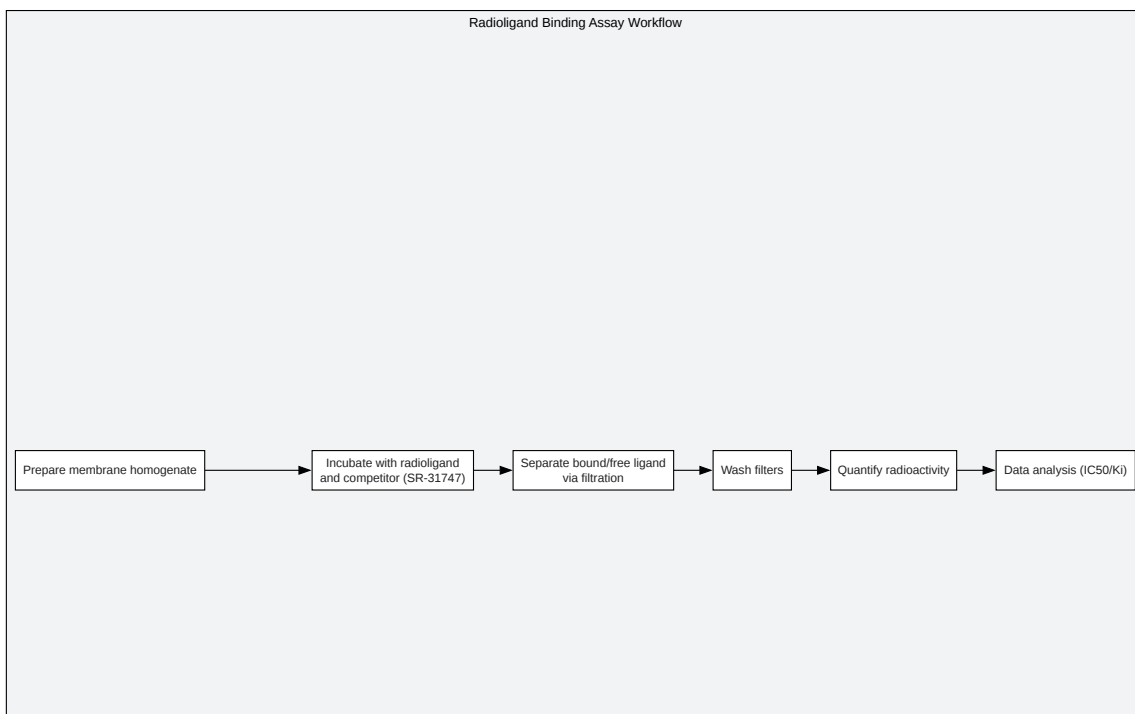 Radioligand Binding Assay Workflow
Prepare membrane homogenate
Incubate with radioligand
and competitor (SR-31747)
Separate bound/free ligand
via filtration
Wash filters
Quantify radioactivity
Data analysis (IC50/Ki)